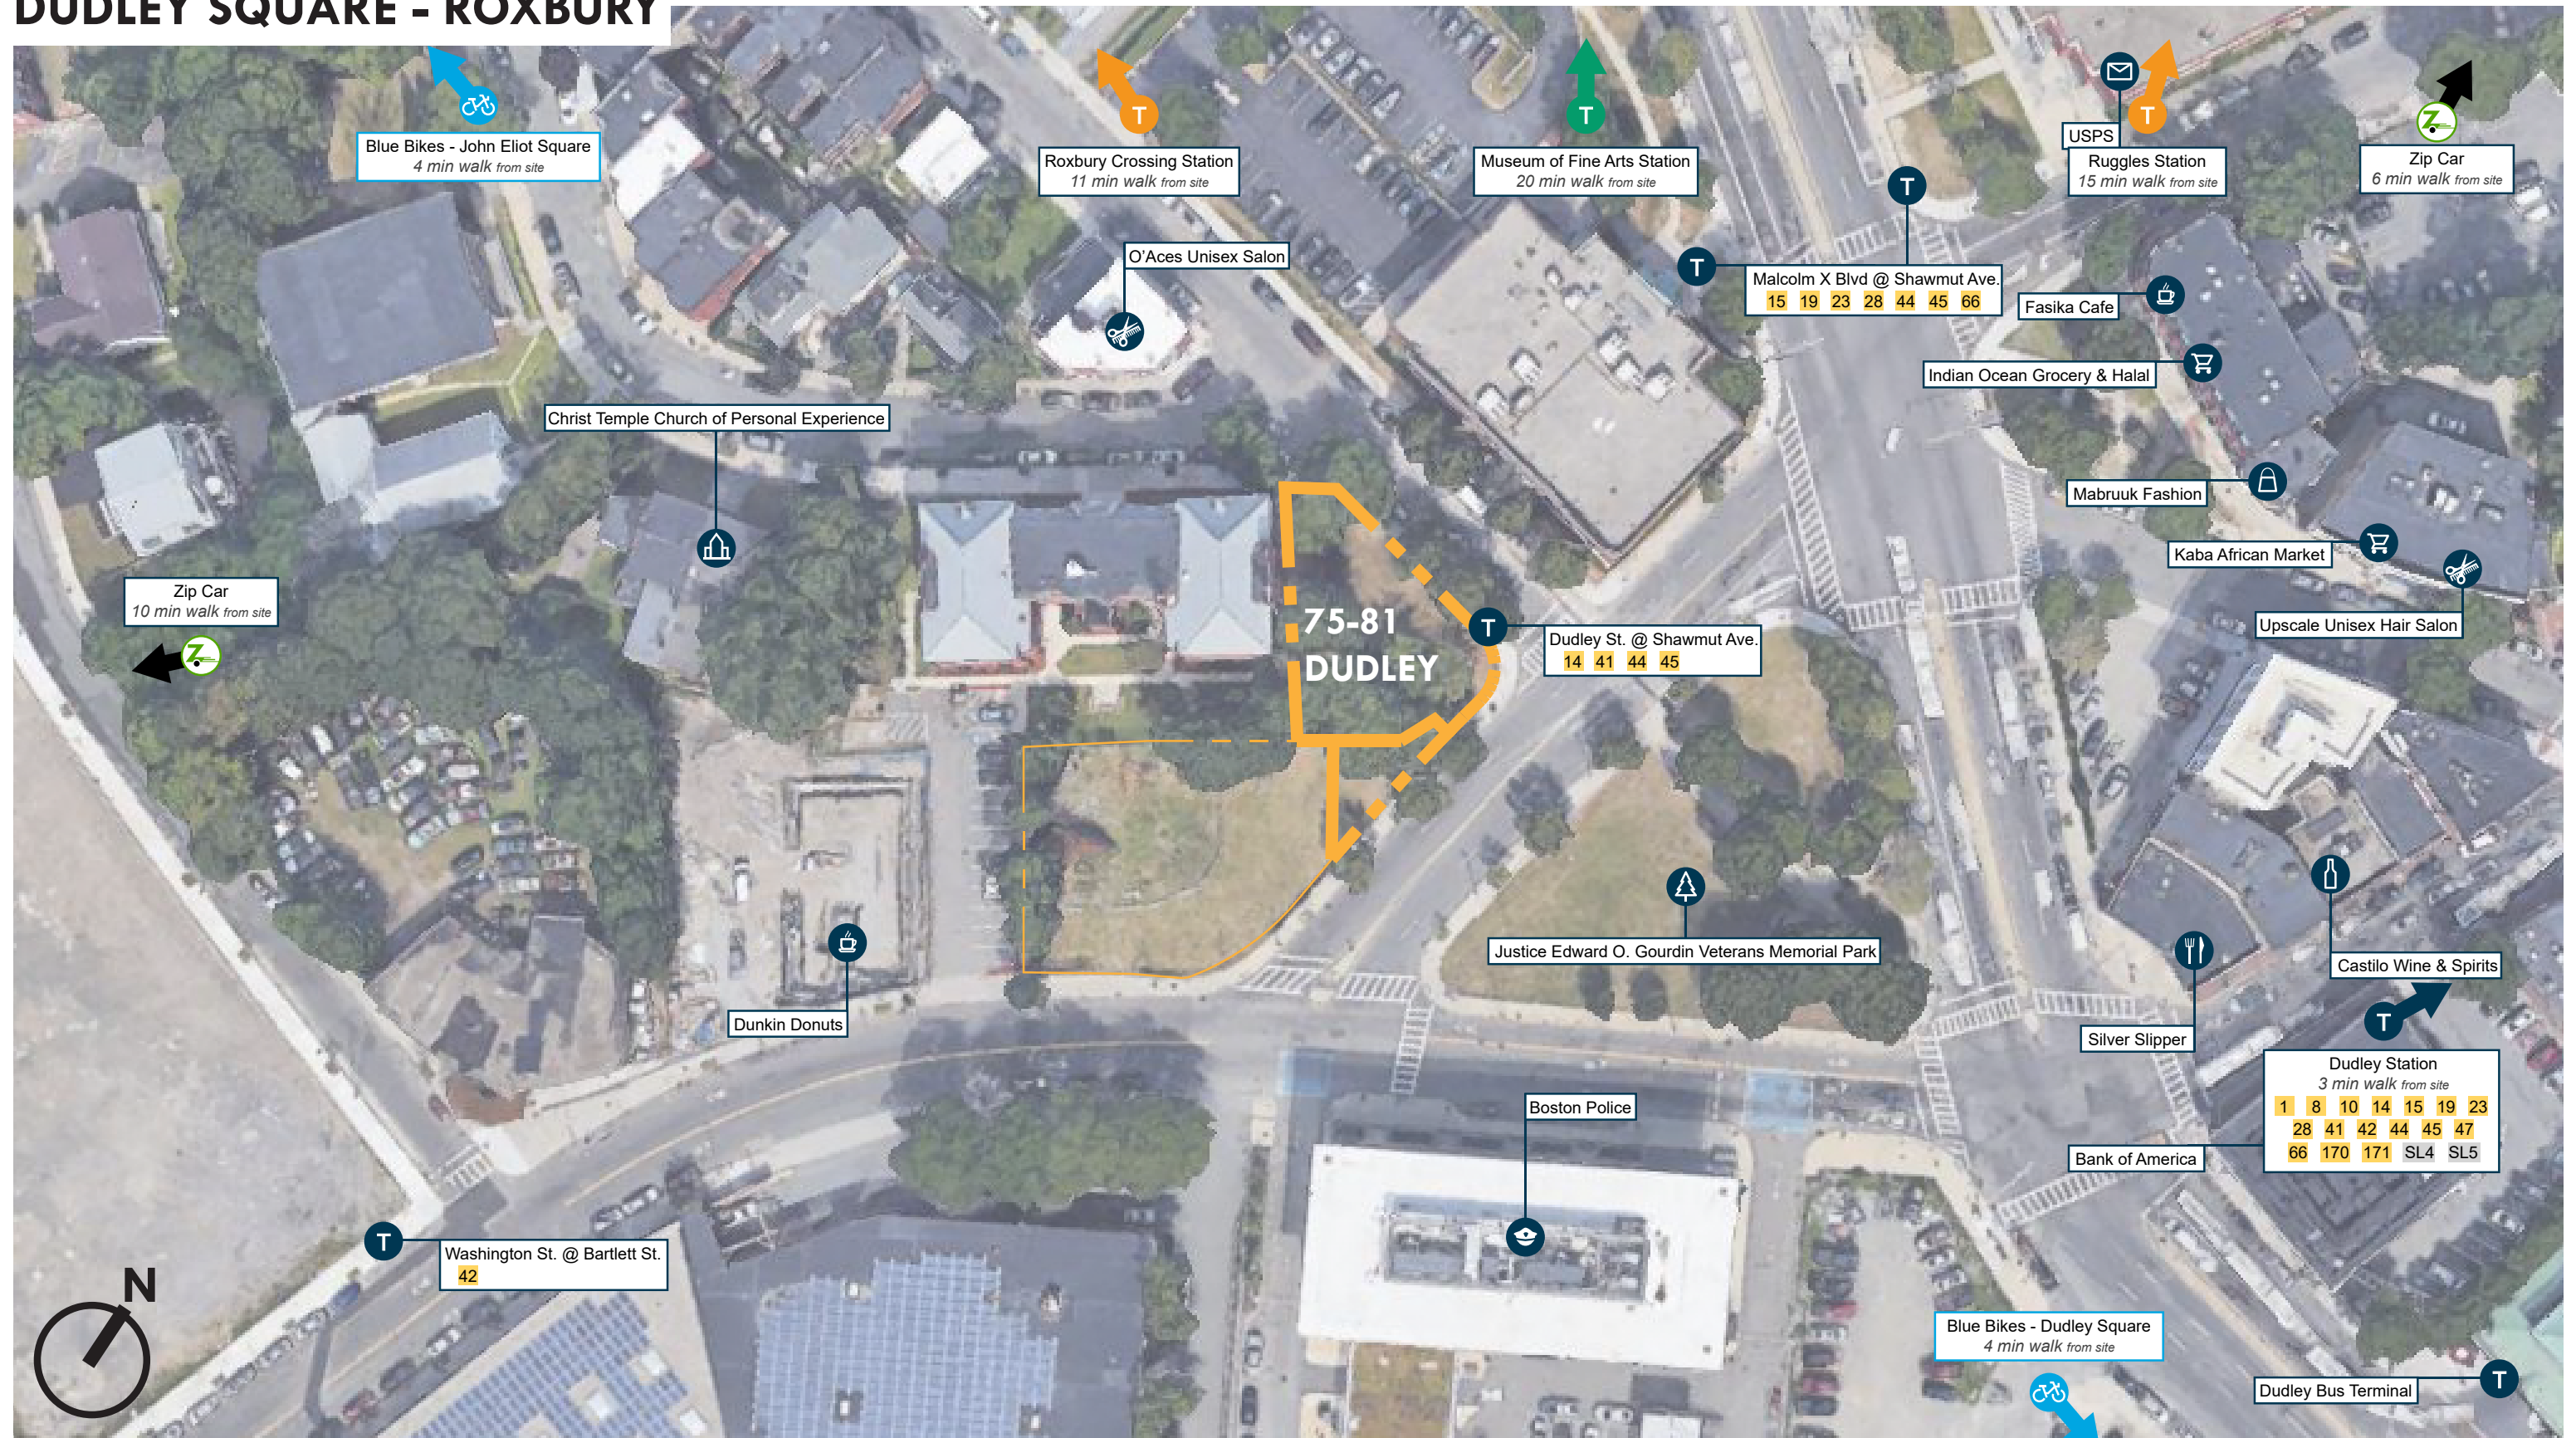 DUDLEY SQUARE - ROXBURY
Blue Bikes - John Eliot Square
4 min walk from site
T
Roxbury Crossing Station
11 min walk from site
T
Museum of Fine Arts Station
20 min walk from site
USPS
T
Ruggles Station
15 min walk from site
Z
Zip Car
6 min walk from site
T
T
Malcolm X Blvd @ Shawmut Ave.
15 19 23 28 44 45 66
O'Aces Unisex Salon
Fasika Cafe
Indian Ocean Grocery & Halal
Christ Temple Church of Personal Experience
Mabruuk Fashion
Kaba African Market
Upscale Unisex Hair Salon
Zip Car
10 min walk from site
Z
75-81
DUDLEY
T
Dudley St. @ Shawmut Ave.
14 41 44 45
Justice Edward O. Gourdin Veterans Memorial Park
Castilo Wine & Spirits
Dunkin Donuts
Silver Slipper
T
Dudley Station
3 min walk from site
1 8 10 14 15 19 23
28 41 42 44 45 47
66 170 171 SL4 SL5
Boston Police
Bank of America
T
Washington St. @ Bartlett St.
42
N
Blue Bikes - Dudley Square
4 min walk from site
Dudley Bus Terminal
T